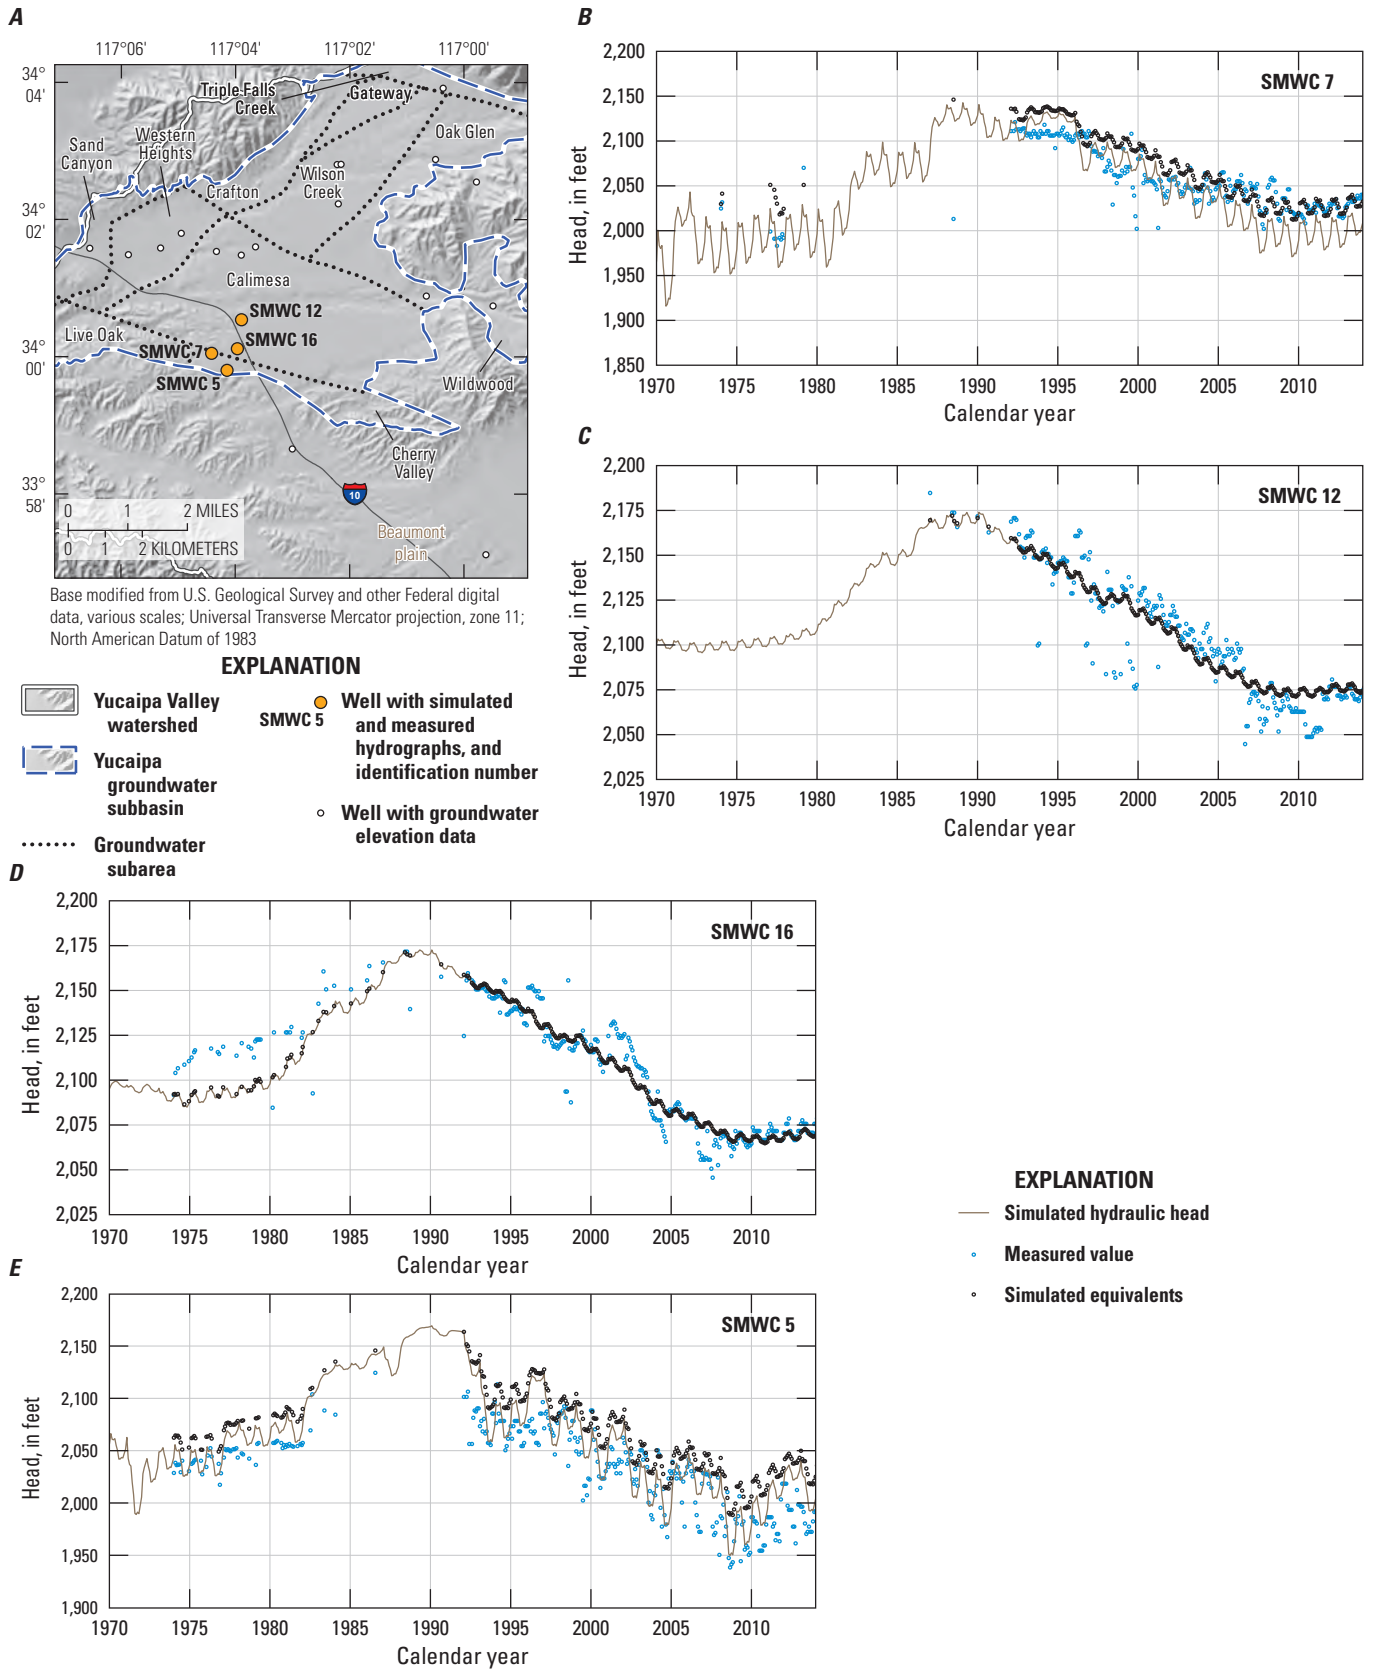 A
117°06' 117°04' 117°02' 117°00'
34°
04'
34°
02'
34°
00'
33°
58'
Triple Falls
Creek
Gateway
Oak Glen
Western
Heights
Sand
Canyon
Crafton
Wilson
Creek
Calimesa
SMWC 12
SMWC 16
Live Oak
SMWC 7
SMWC 5
Wildwood
Cherry
Valley
10
Beaumont
plain
0 1 2 MILES
0 1 2 KILOMETERS
Base modified from U.S. Geological Survey and other Federal digital
data, various scales; Universal Transverse Mercator projection, zone 11;
North American Datum of 1983
EXPLANATION
Yucaipa Valley
watershed
Yucaipa
groundwater
subbasin
Groundwater
subarea
SMWC 5
Well with simulated
and measured
hydrographs, and
identification number
Well with groundwater
elevation data
B
SMWC 7
Head, in feet
2,200
2,150
2,100
2,050
2,000
1,950
1,900
1,850
1970 1975 1980 1985 1990 1995 2000 2005 2010
Calendar year
C
SMWC 12
Head, in feet
2,200
2,175
2,150
2,125
2,100
2,075
2,050
2,025
1970 1975 1980 1985 1990 1995 2000 2005 2010
Calendar year
D
SMWC 16
Head, in feet
2,200
2,175
2,150
2,125
2,100
2,075
2,050
2,025
1970 1975 1980 1985 1990 1995 2000 2005 2010
Calendar year
E
SMWC 5
Head, in feet
2,200
2,150
2,100
2,050
2,000
1,950
1,900
1970 1975 1980 1985 1990 1995 2000 2005 2010
Calendar year
EXPLANATION
Simulated hydraulic head
Measured value
Simulated equivalents